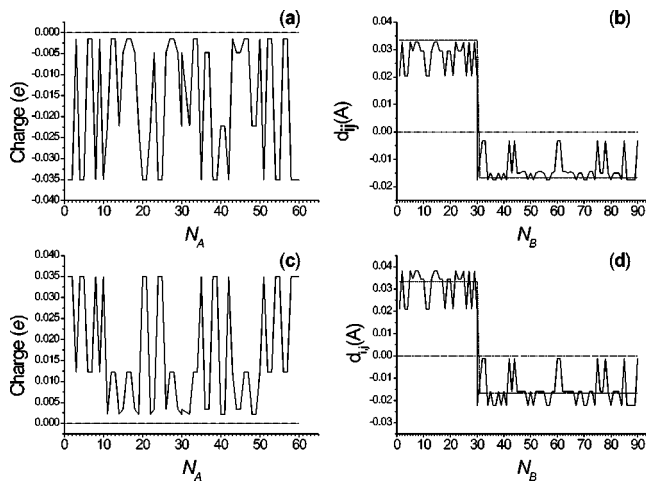 (a)
Charge (e)
0.000
-0.005
-0.010
-0.015
-0.020
-0.025
-0.030
-0.035
-0.040
0 10 20 30 40 50 60
N_A
(b)
d_ij(A)
0.04
0.03
0.02
0.01
0.00
-0.01
-0.02
0 10 20 30 40 50 60 70 80 90
N_B
(c)
Charge (e)
0.040
0.035
0.030
0.025
0.020
0.015
0.010
0.005
0.000
0 10 20 30 40 50 60
N_A
(d)
d_i,j(A)
0.04
0.03
0.02
0.01
0.00
-0.01
-0.02
-0.03
0 10 20 30 40 50 60 70 80 90
N_B